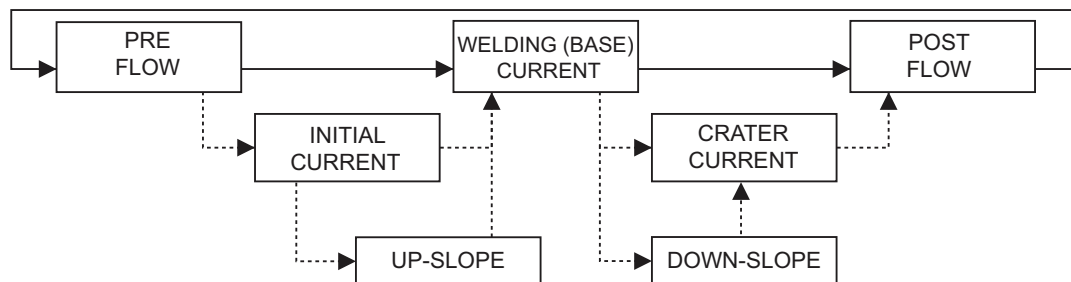 PRE
FLOW
WELDING (BASE)
CURRENT
POST
FLOW
INITIAL
CURRENT
CRATER
CURRENT
UP-SLOPE
DOWN-SLOPE